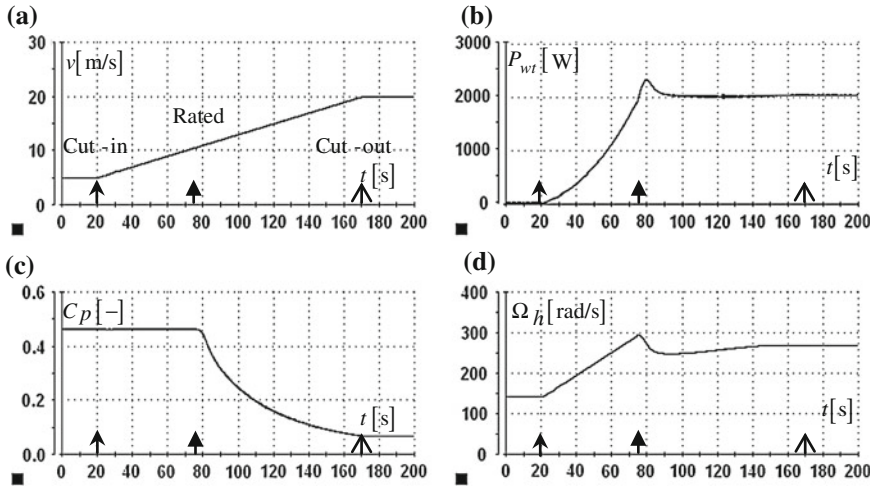 (a)
30
v[m/s]
20
Rated
Cut -in
Cut -out
10
t[s]
0
0 20 40 60 80 100 120 140 160 180 200
(b)
3000
P_wt[W]
2000
1000
t[s]
0
0 20 40 60 80 100 120 140 160 180 200
(c)
0.6
C_p[−]
0.4
0.2
t[s]
0.0
0 20 40 60 80 100 120 140 160 180 200
(d)
400
Ω_h[rad/s]
300
200
100
t[s]
0
0 20 40 60 80 100 120 140 160 180 200